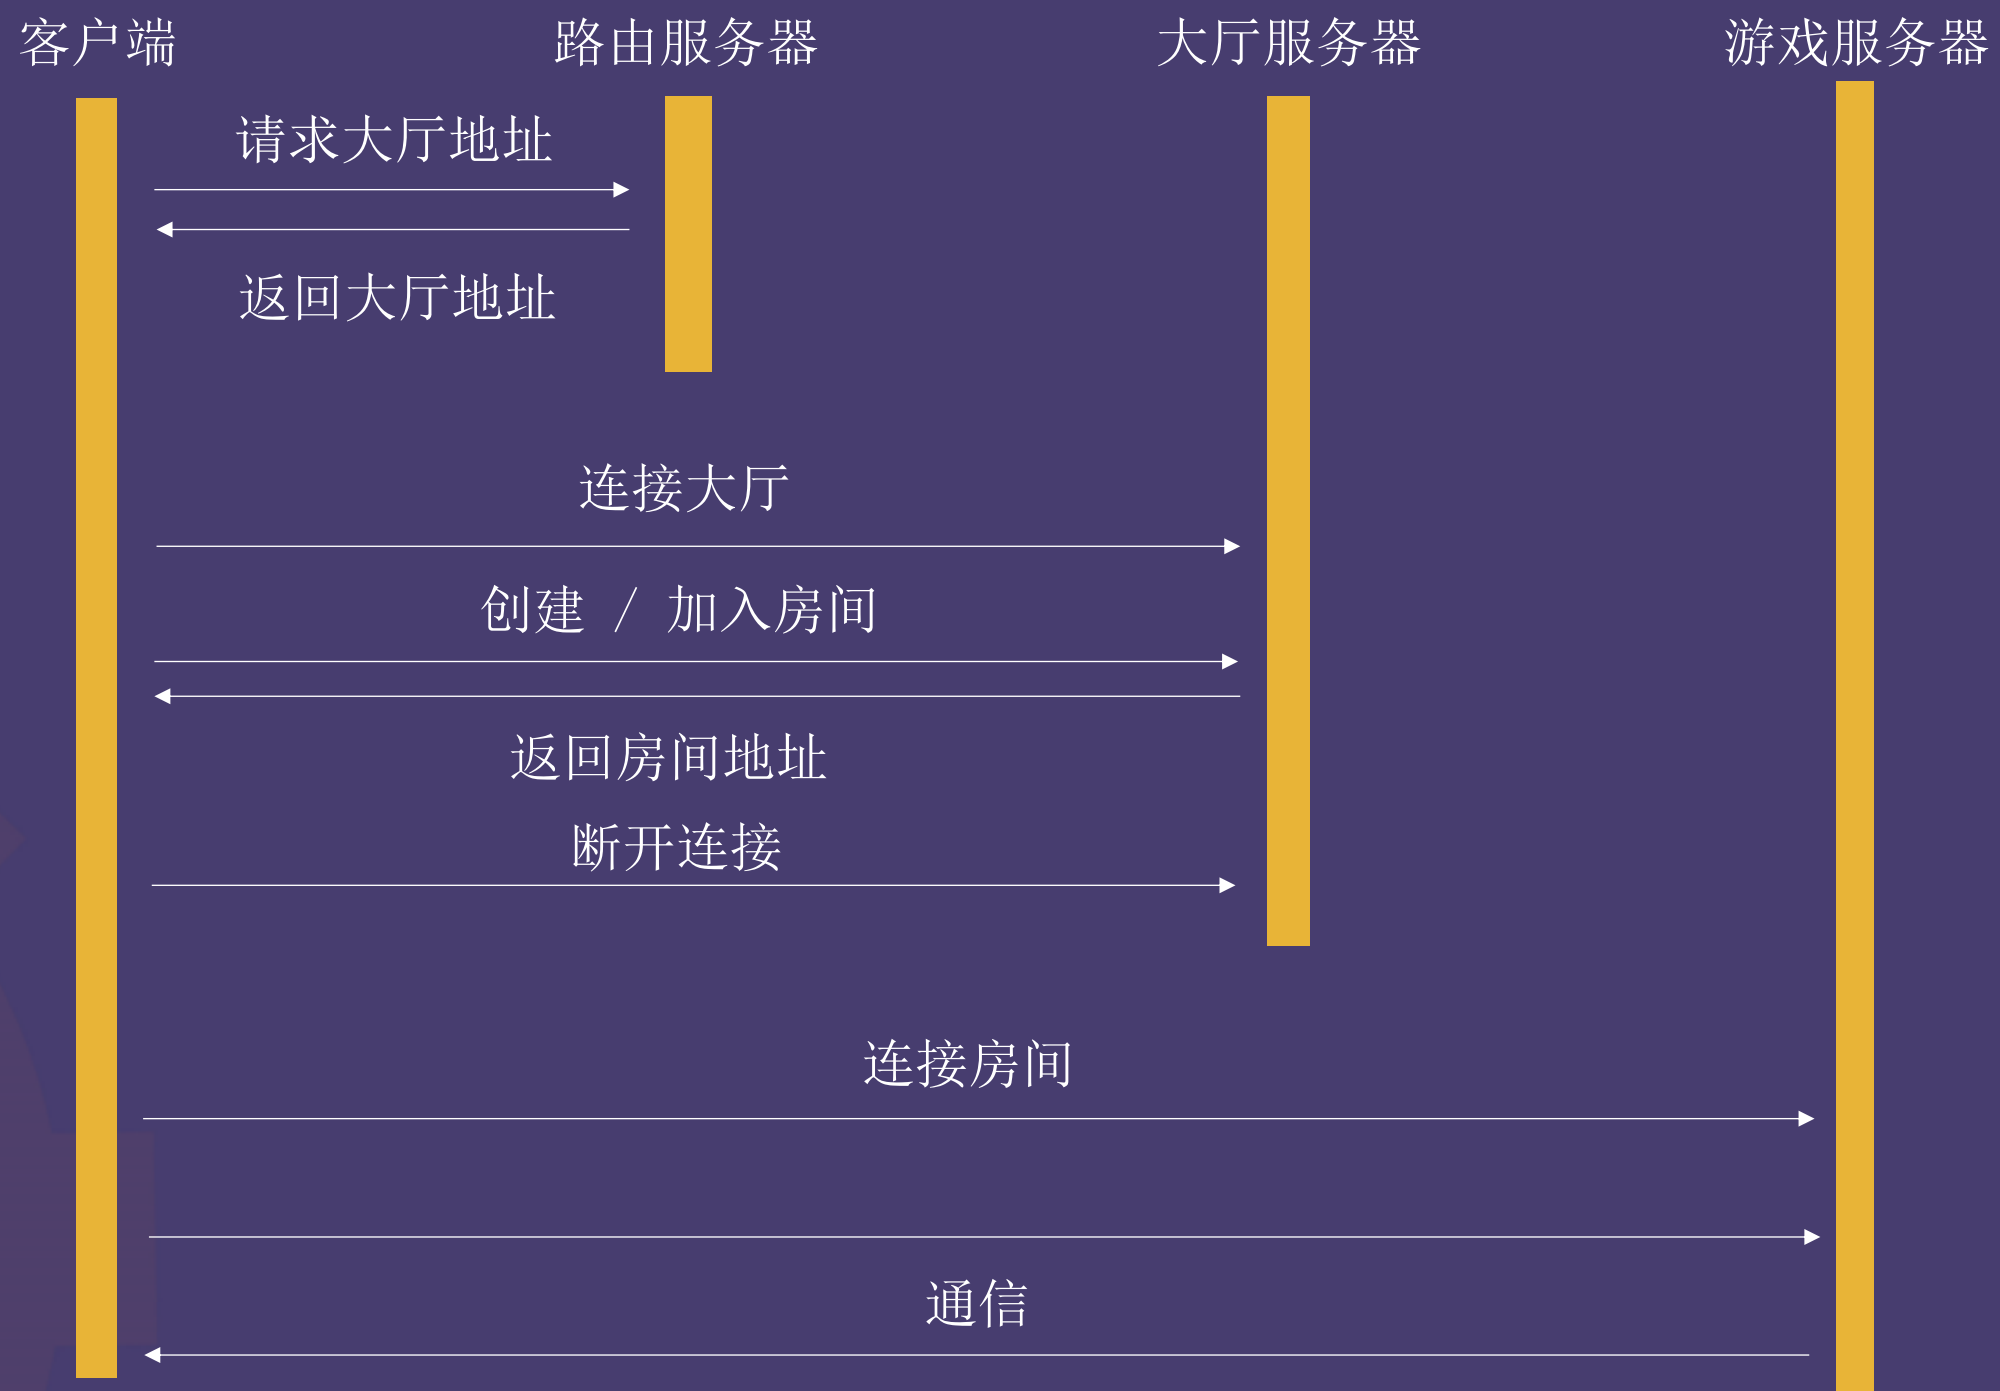 客户端 路由服务器 大厅服务器 游戏服务器
请求大厅地址
返回大厅地址
连接大厅
创建 / 加入房间
返回房间地址
断开连接
连接房间
通信